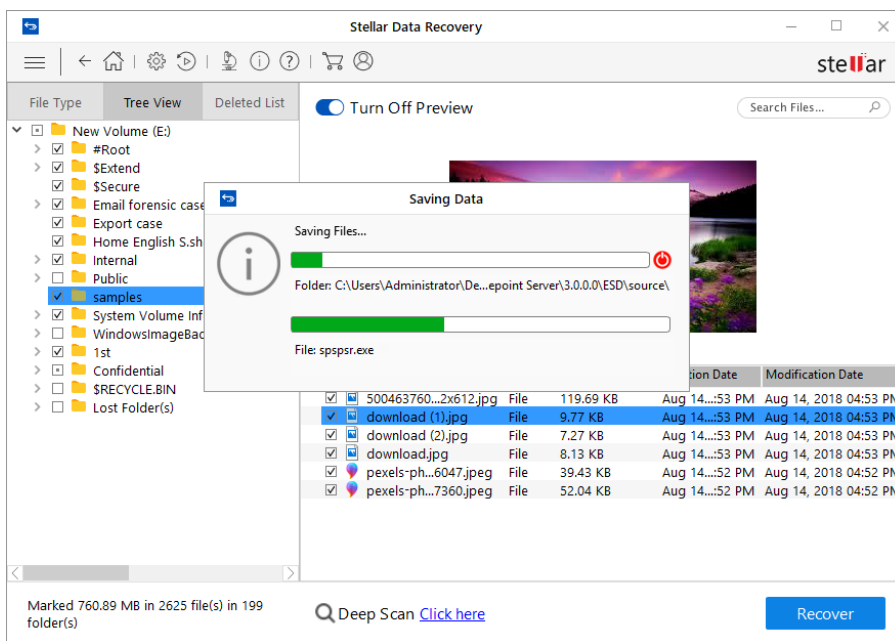 Stellar Data Recovery
stellar
File Type Tree View Deleted List
Turn Off Preview
Search Files...
New Volume (E:)
#Root
$Extend
$Secure
Email forensic case
Export case
Home English S.sh
Internal
Public
samples
System Volume Inf
WindowsImageBac
1st
Confidential
$RECYCLE.BIN
Lost Folder(s)
Saving Data
Saving Files...
Folder: C:\Users\Administrator\De...epoint Server\3.0.0.0\ESD\source\
File: spspsr.exe
tion Date Modification Date
500463760...2x612.jpg File 119.69 KB Aug 14...:53 PM Aug 14, 2018 04:53 PM
download (1).jpg File 9.77 KB Aug 14...:53 PM Aug 14, 2018 04:53 PM
download (2).jpg File 7.27 KB Aug 14...:53 PM Aug 14, 2018 04:53 PM
download.jpg File 8.13 KB Aug 14...:53 PM Aug 14, 2018 04:53 PM
pexels-ph...6047.jpeg File 39.43 KB Aug 14...:52 PM Aug 14, 2018 04:52 PM
pexels-ph...7360.jpeg File 52.04 KB Aug 14...:52 PM Aug 14, 2018 04:52 PM
Marked 760.89 MB in 2625 file(s) in 199
folder(s)
Deep Scan Click here
Recover